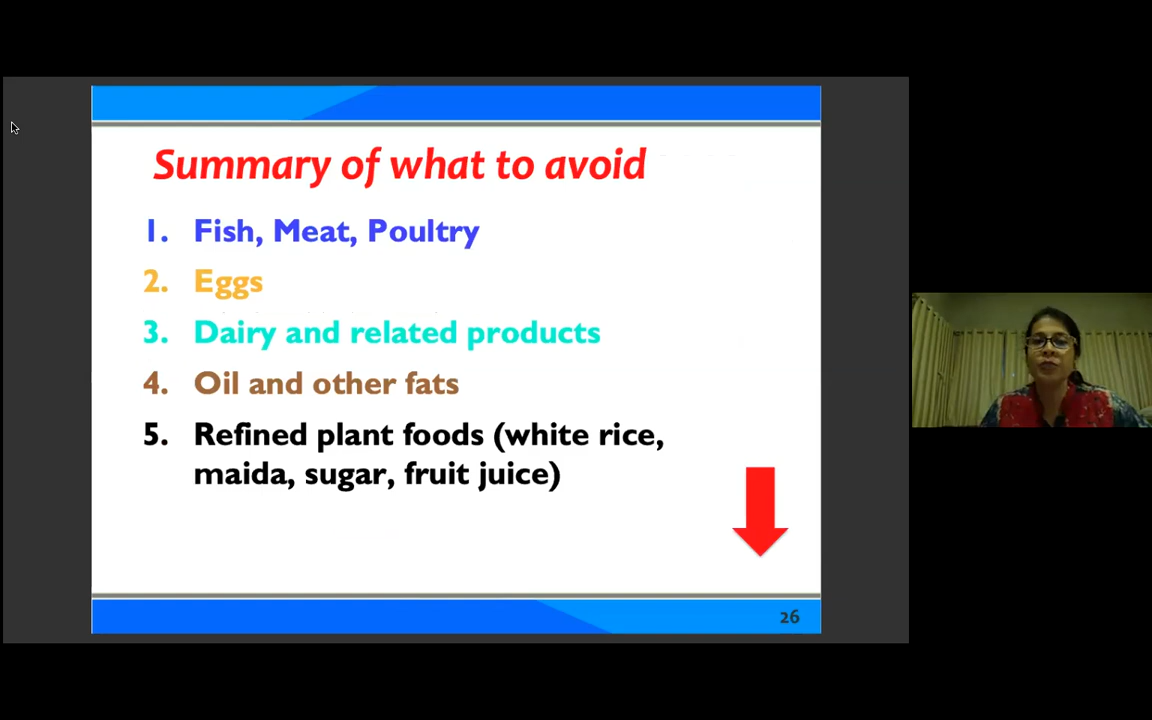 Summary of what to avoid
1. Fish, Meat, Poultry
2. Eggs
3. Dairy and related products
4. Oil and other fats
5. Refined plant foods (white rice,
maida, sugar, fruit juice)
26